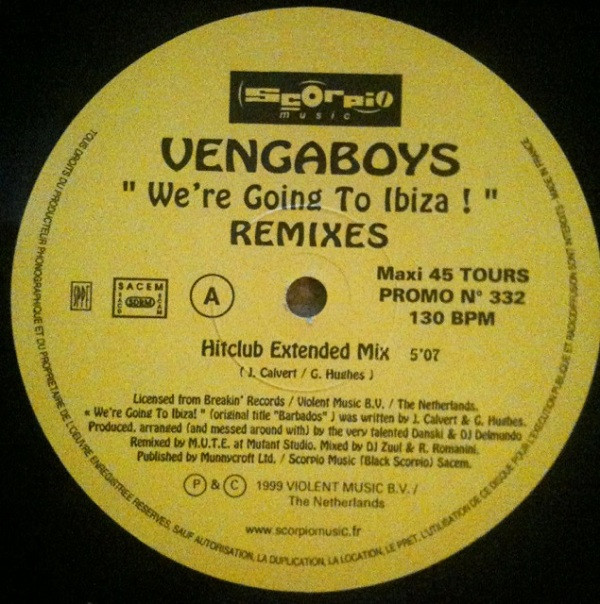 Scorpio
music
VENGABOYS
" We're Going To Ibiza ! "
REMIXES
SPPF
SACEM
SACD SDRM SCAM
A
Maxi 45 TOURS
PROMO N° 332
130 BPM
Hitclub Extended Mix 5'07
( J. Calvert / G. Hughes )
Licensed from Breakin' Records / Violent Music B.V. / The Netherlands.
« We're Going To Ibiza! " (original title "Barbados" ) was written by J. Calvert & G. Hughes.
Produced, arranged (and messed around with) by the very talented Danski & DJ Delmundo
Remixed by M.U.T.E. at Mutant Studio. Mixed by DJ Zuul & R. Romanini.
Published by Munnycroft Ltd. / Scorpio Music (Black Scorpio) Sacem.
P & C 1999 VIOLENT MUSIC B.V. /
The Netherlands
www.scorpiomusic.fr
TOUS DROITS DU PRODUCTEUR PHONOGRAPHIQUE ET DU PROPRIETAIRE DE L'OEUVRE ENREGISTREE RESERVES, SAUF AUTORISATION, LA DUPLICATION, LA LOCATION, LE PRET, L'UTILISATION DE CE DISQUE POUR L'EXECUTION PUBLIQUE ET RADIODIFFUSION SONT INTERDITS. MADE IN FRANCE